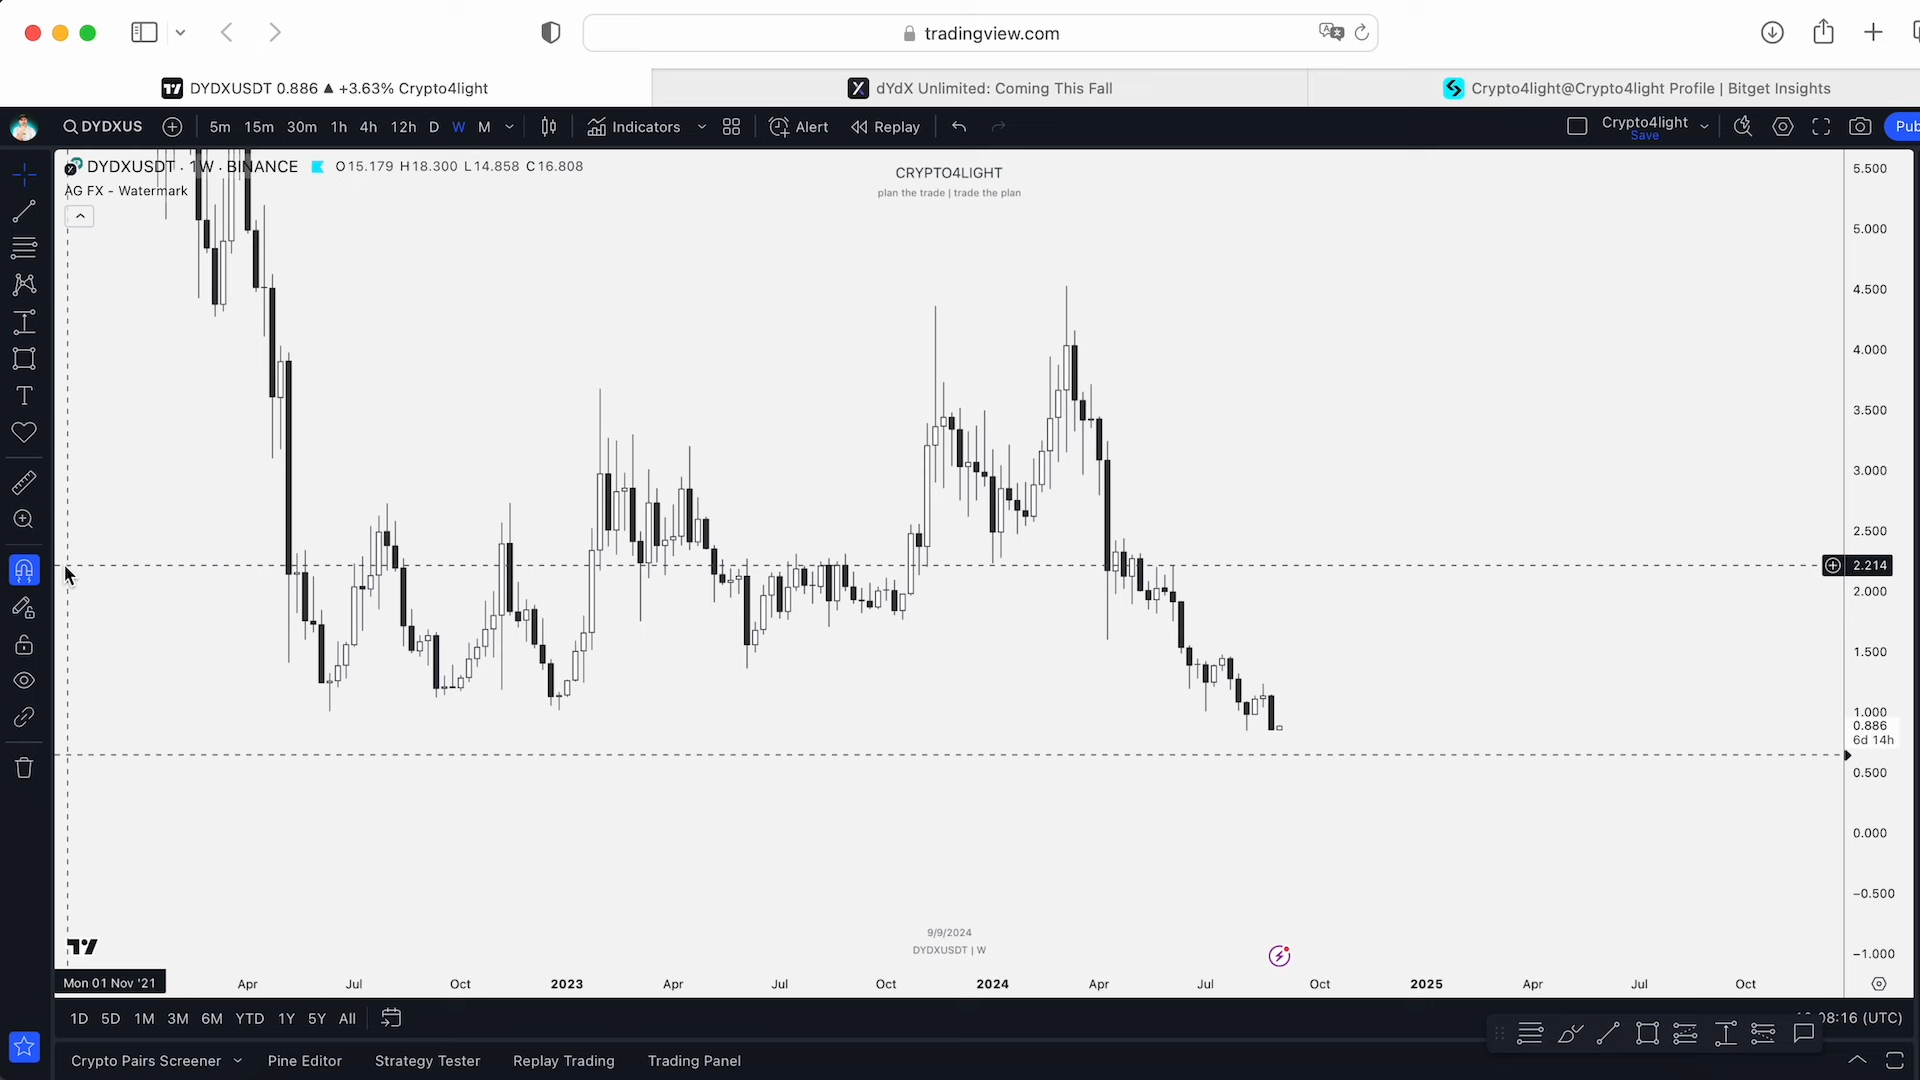 tradingview.com
DYDXUSDT 0.886 ▲ +3.63% Crypto4light
dYdX Unlimited: Coming This Fall
Crypto4light@Crypto4light Profile | Bitget Insights
DYDXUS
5m 15m 30m 1h 4h 12h D W M
Indicators
Alert
Replay
Crypto4light
Save
Pub
DYDXUSDT · 1W · BINANCE O15.179 H18.300 L14.858 C16.808
AG FX - Watermark
CRYPTO4LIGHT
plan the trade | trade the plan
5.500
5.000
4.500
4.000
3.500
3.000
2.500
2.214
2.000
1.500
1.000
0.886
6d 14h
0.500
0.000
−0.500
−1.000
9/9/2024
DYDXUSDT | W
Mon 01 Nov '21 Apr Jul Oct 2023 Apr Jul Oct 2024 Apr Jul Oct 2025 Apr Jul Oct
1D 5D 1M 3M 6M YTD 1Y 5Y All
08:16 (UTC)
Crypto Pairs Screener Pine Editor Strategy Tester Replay Trading Trading Panel